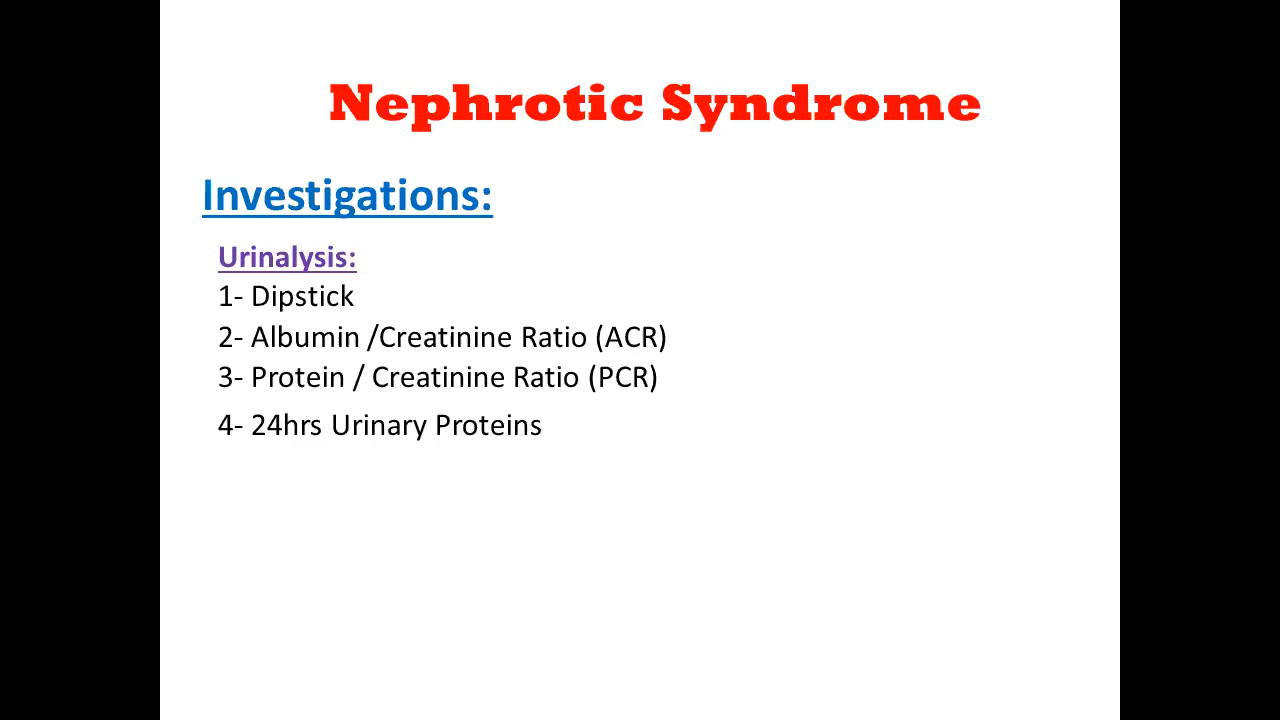 Nephrotic Syndrome
Investigations:
Urinalysis:
1- Dipstick
2- Albumin /Creatinine Ratio (ACR)
3- Protein / Creatinine Ratio (PCR)
4- 24hrs Urinary Proteins